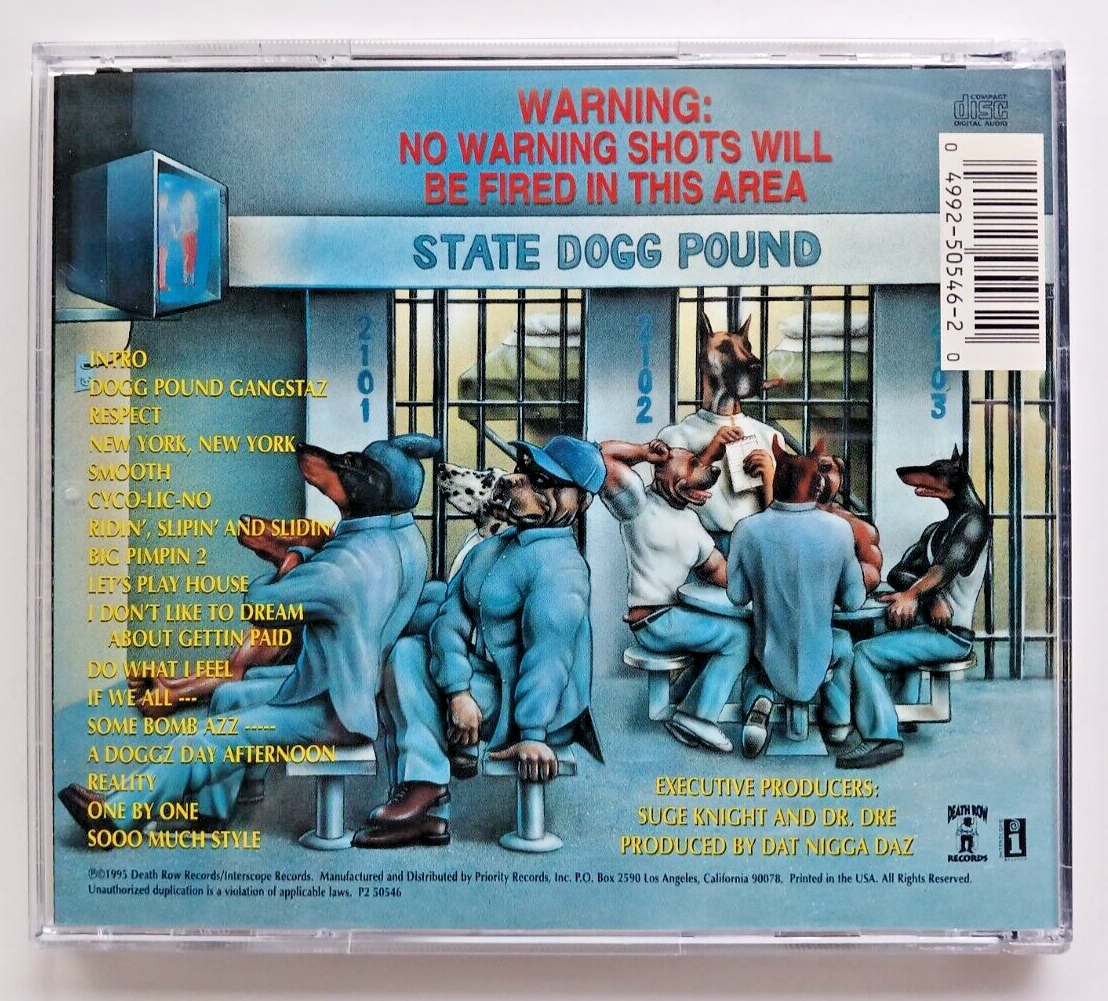 WARNING:
NO WARNING SHOTS WILL
BE FIRED IN THIS AREA
COMPACT
disc
DIGITAL AUDIO
0 4992-50546-2 0
STATE DOGG POUND
2101
2102
2103
INTRO
DOGG POUND GANGSTAZ
RESPECT
NEW YORK, NEW YORK
SMOOTH
CYCO-LIC-NO
RIDIN', SLIPIN' AND SLIDIN'
BIG PIMPIN 2
LET'S PLAY HOUSE
I DON'T LIKE TO DREAM
ABOUT GETTIN PAID
DO WHAT I FEEL
IF WE ALL ---
SOME BOMB AZZ -----
A DOGGZ DAY AFTERNOON
REALITY
ONE BY ONE
SOOO MUCH STYLE
EXECUTIVE PRODUCERS:
SUGE KNIGHT AND DR. DRE
PRODUCED BY DAT NIGGA DAZ
DEATH ROW
RECORDS
INTERSCOPE
℗©1995 Death Row Records/Interscope Records. Manufactured and Distributed by Priority Records, Inc. P.O. Box 2590 Los Angeles, California 90078. Printed in the USA. All Rights Reserved.
Unauthorized duplication is a violation of applicable laws. P2 50546